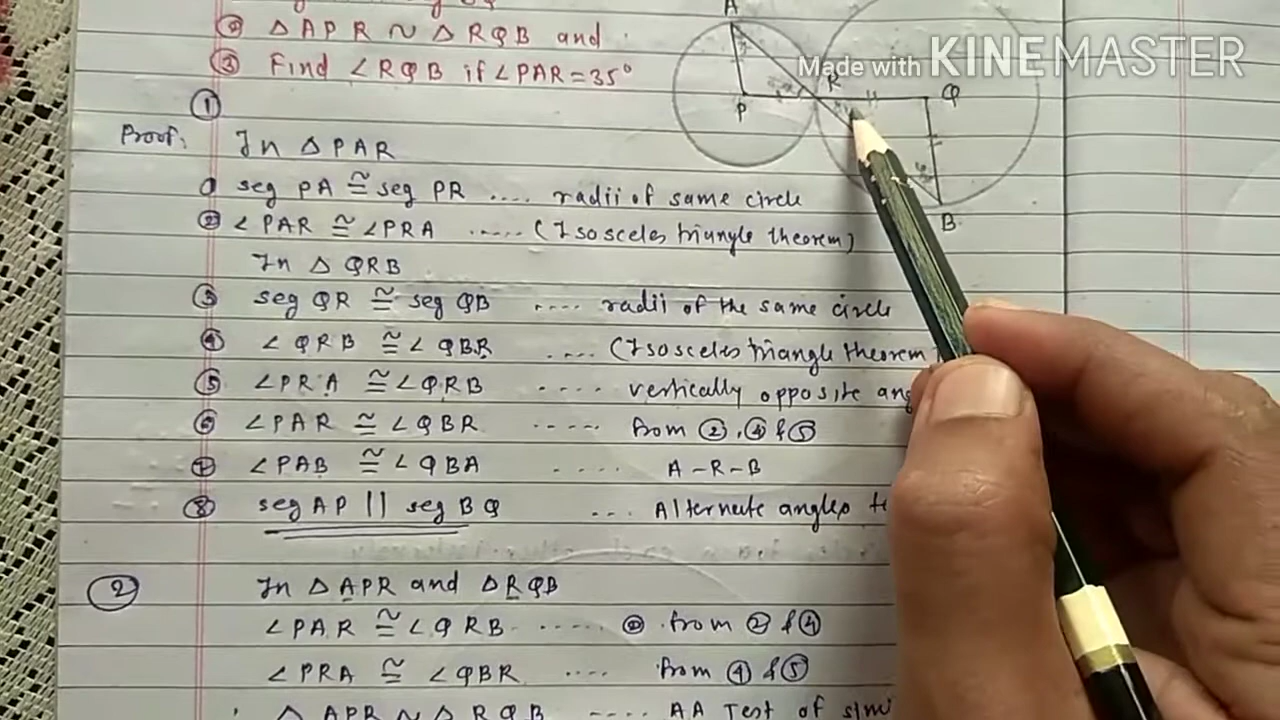 ② △APR ~ △RQB and
③ Find ∠RQB if ∠PAR=35°
A
R
P
Q
B
Made with KINEMASTER
①
Proof: In △PAR
① seg PA ≅ seg PR .... radii of same circle
② ∠PAR ≅ ∠PRA ..... (Isosceles triangle theorem)
In △ QRB
③ seg QR ≅ seg QB .... radii of the same circle
④ ∠QRB ≅ ∠QBR .... (Isosceles triangle theorem
⑤ ∠PRA ≅ ∠QRB .... vertically opposite ang
⑥ ∠PAR ≅ ∠QBR ..... from ②, ④ & ⑤
⑦ ∠PAB ≅ ∠QBA .... A-R-B
⑧ seg AP || seg BQ ... Alternate angles te
② In △APR and △RQB
∠PAR ≅ ∠QRB ..... from ② & ④
∠PRA ≅ ∠QBR .... from ④ & ⑤
△APR ~ △RQB .... AA Test of simi